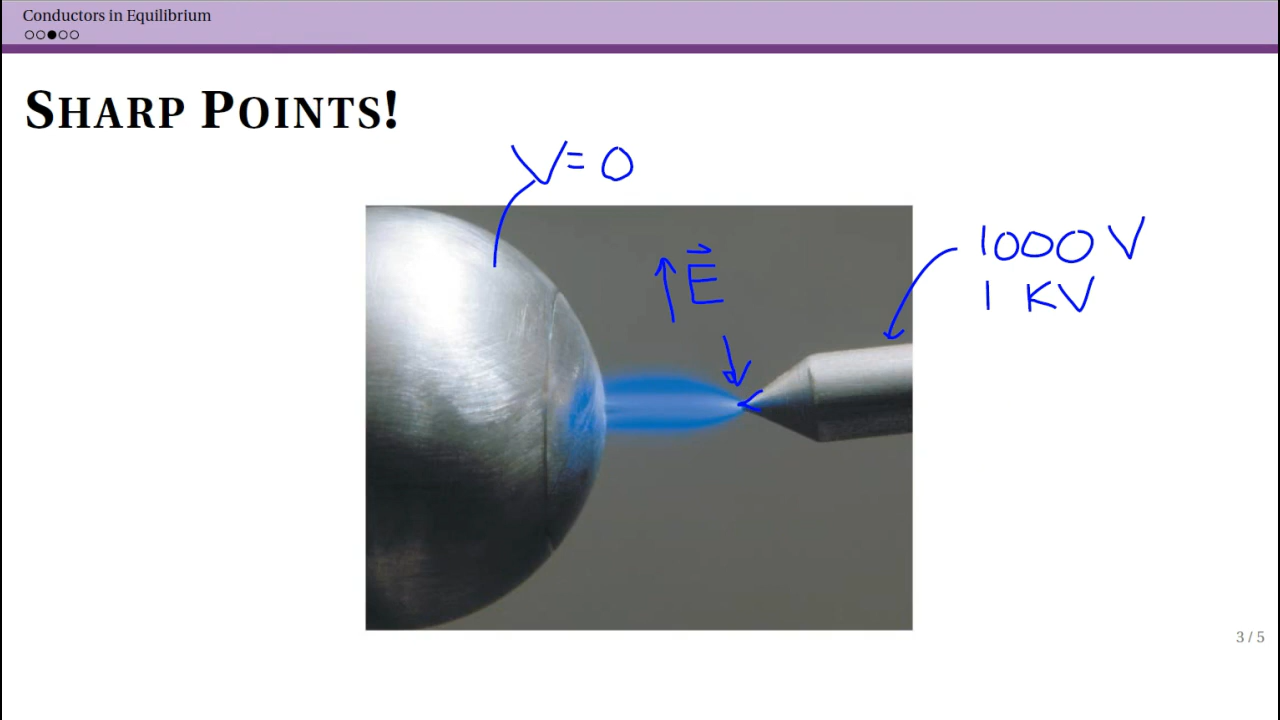 Conductors in Equilibrium
SHARP POINTS!
V = 0
E
1000 V
1 KV
3 / 5